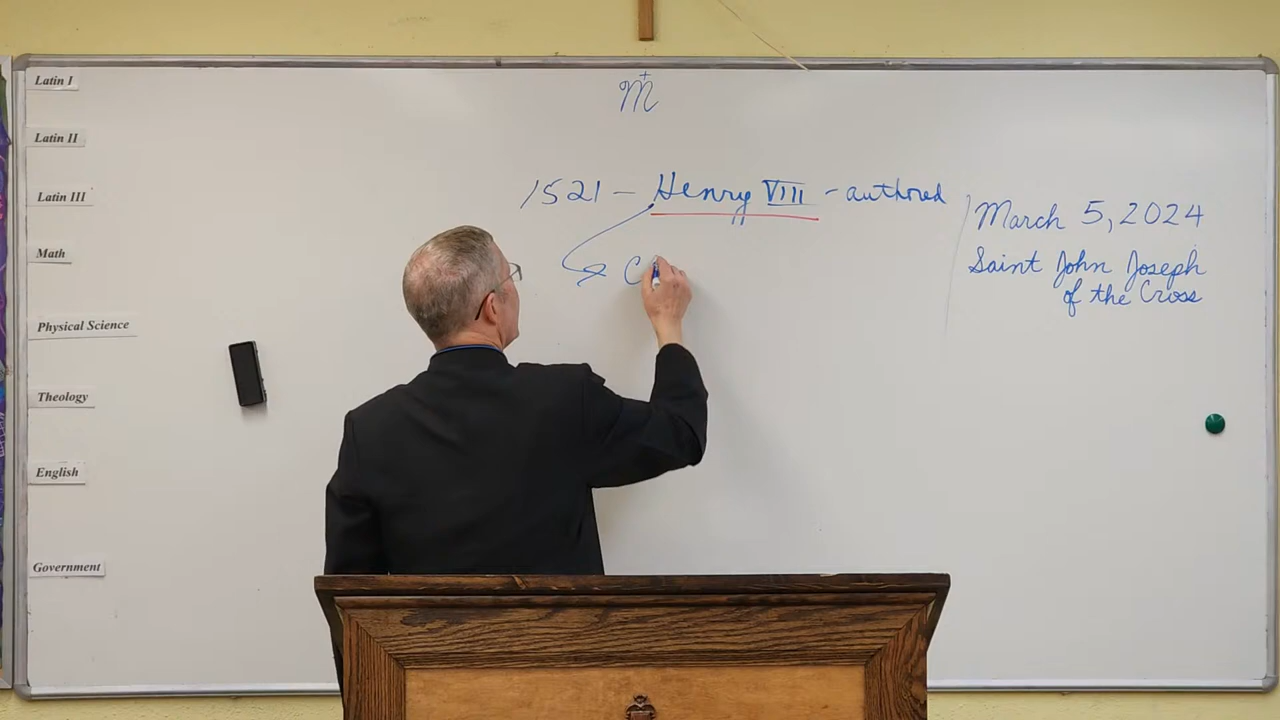 Latin I
Latin II
Latin III
Math
Physical Science
Theology
English
Government
M
1521 – Henry VIII - authored
C
March 5, 2024
Saint John Joseph
of the Cross